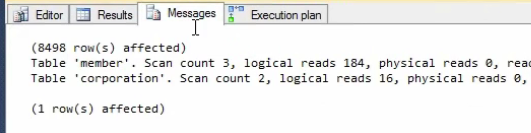 Editor Results Messages Execution plan
(8498 row(s) affected)
Table 'member'. Scan count 3, logical reads 184, physical reads 0,
Table 'corporation'. Scan count 2, logical reads 16, physical reads 0,
(1 row(s) affected)